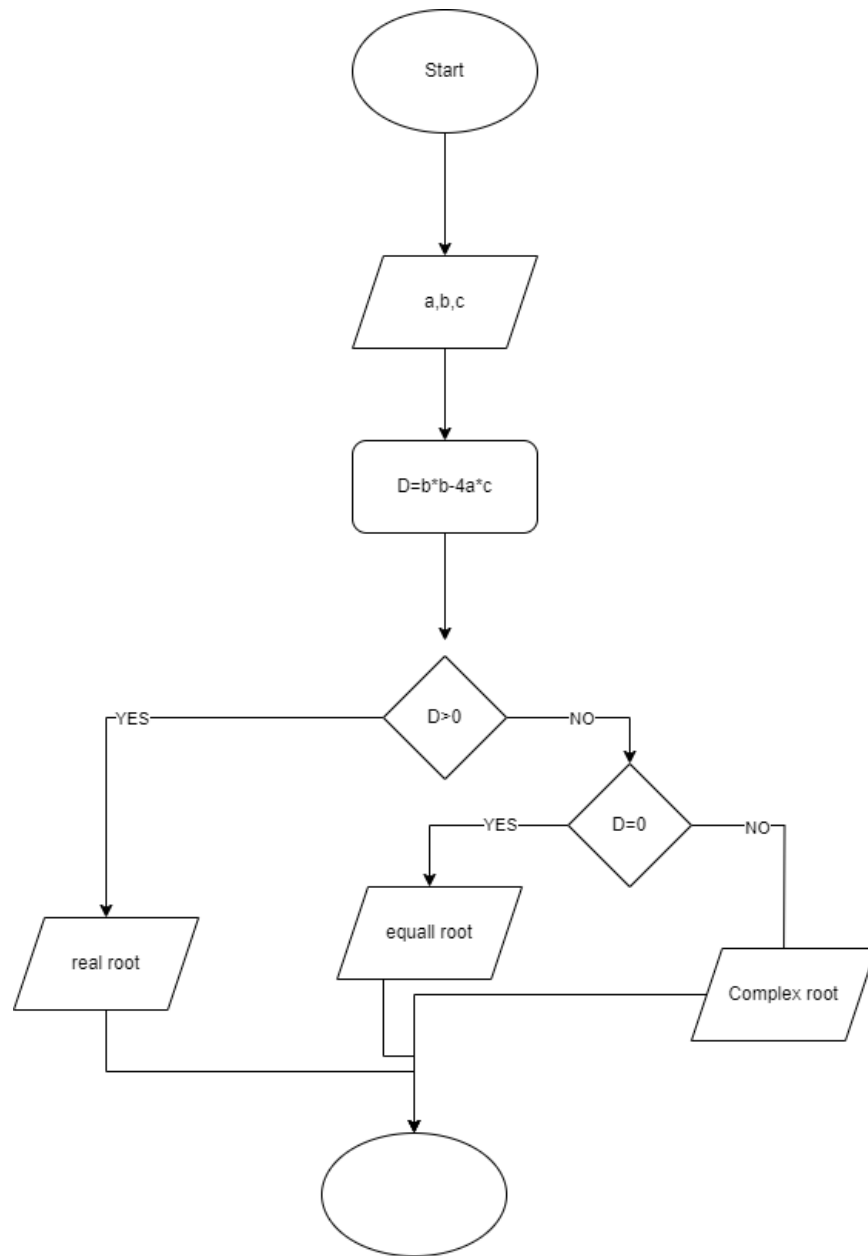 Start
a,b,c
D=b*b-4a*c
D>0
YES
NO
D=0
YES
NO
real root
equall root
Complex root